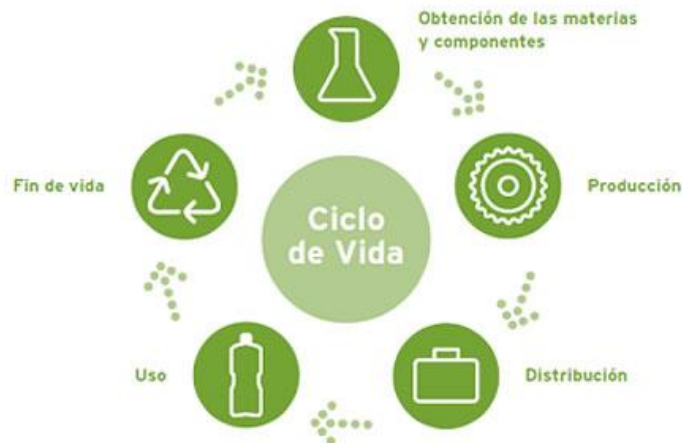 Obtención de las materias
y componentes
Fin de vida
Producción
Ciclo
de Vida
Uso
Distribución